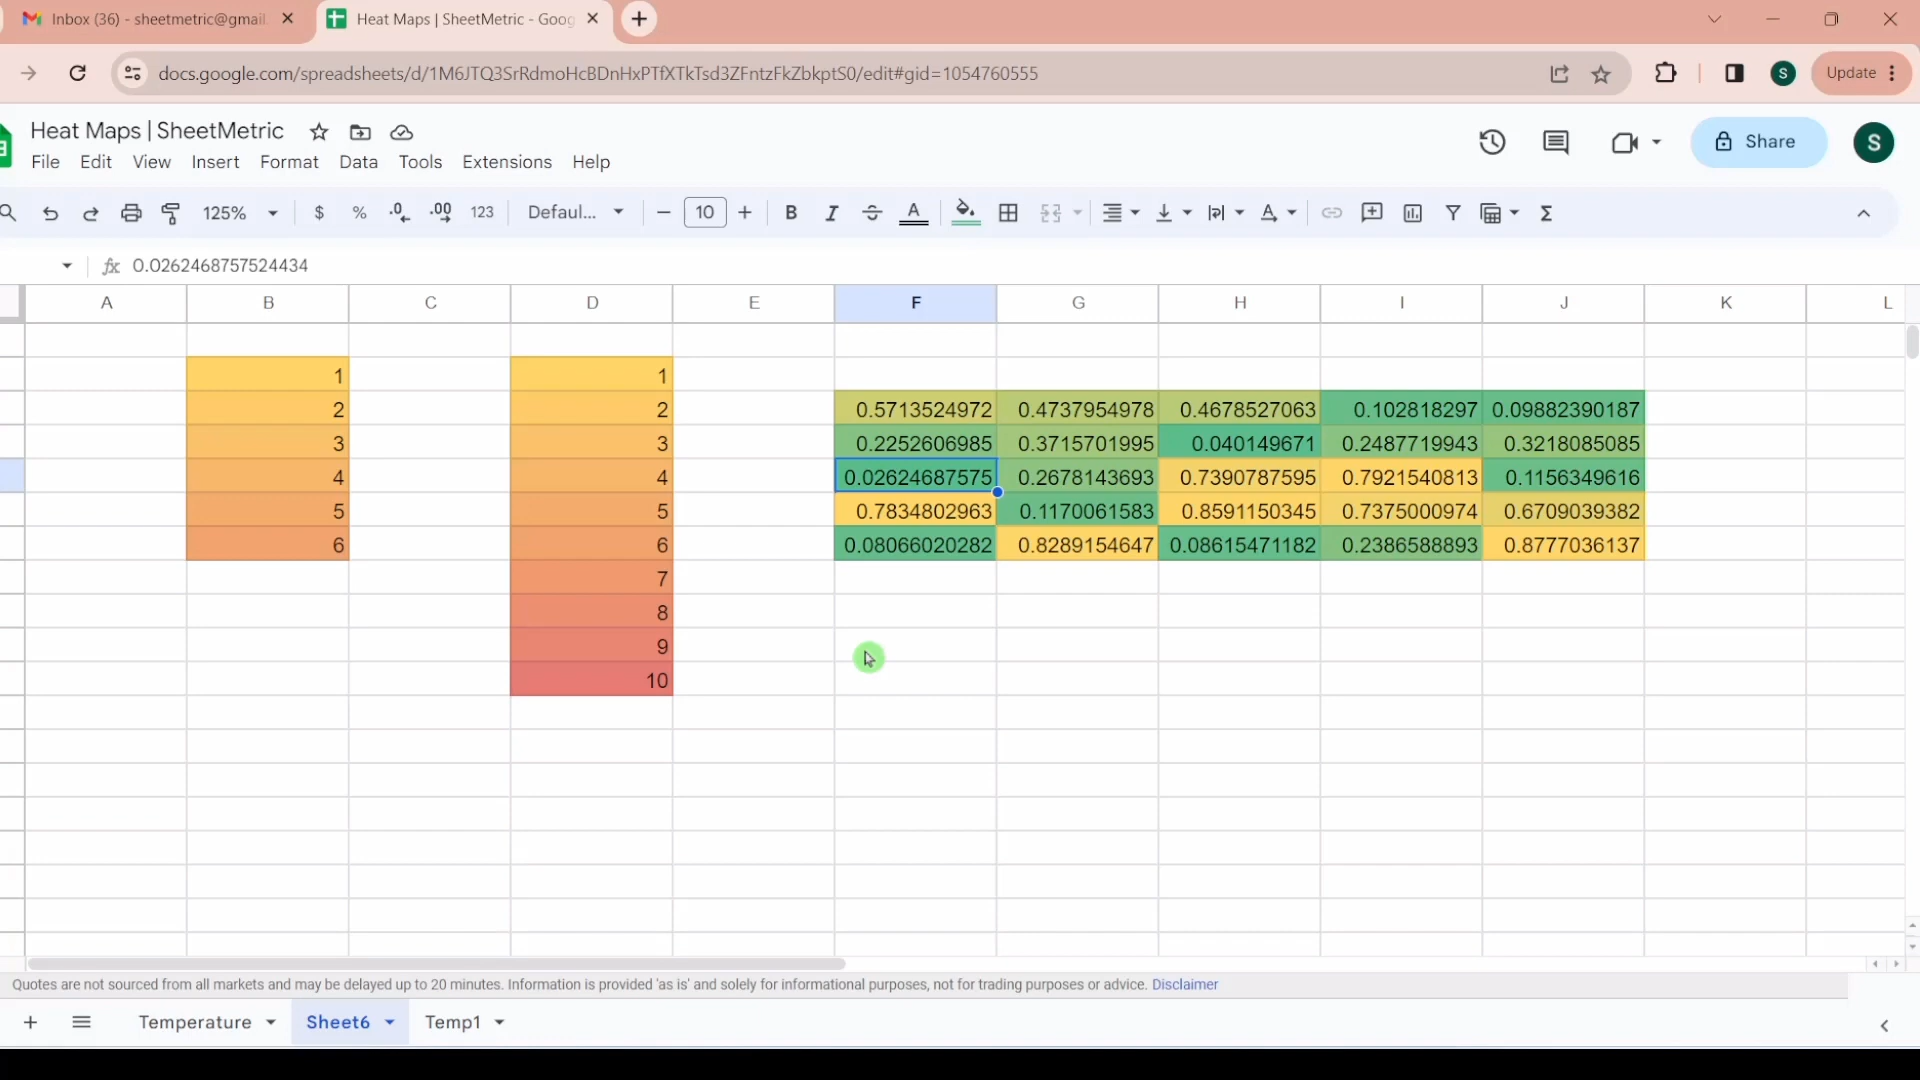 Inbox (36) - sheetmetric@gmail.
Heat Maps | SheetMetric - Goog
docs.google.com/spreadsheets/d/1M6JTQ3SrRdmoHcBDnHxPTfXTkTsd3ZFntzFkZbkptS0/edit#gid=1054760555
S
Update
Heat Maps | SheetMetric
File Edit View Insert Format Data Tools Extensions Help
Share
S
125% $ % .0 .00 123 Defaul... 10 B I S A Σ
fx 0.0262468757524434
A B C D E F G H I J K L
1 1
2 2 0.5713524972 0.4737954978 0.4678527063 0.102818297 0.09882390187
3 3 0.2252606985 0.3715701995 0.040149671 0.2487719943 0.3218085085
4 4 0.02624687575 0.2678143693 0.7390787595 0.7921540813 0.1156349616
5 5 0.7834802963 0.1170061583 0.8591150345 0.7375000974 0.6709039382
6 6 0.08066020282 0.8289154647 0.08615471182 0.2386588893 0.8777036137
7
8
9
10
Quotes are not sourced from all markets and may be delayed up to 20 minutes. Information is provided 'as is' and solely for informational purposes, not for trading purposes or advice. Disclaimer
Temperature Sheet6 Temp1